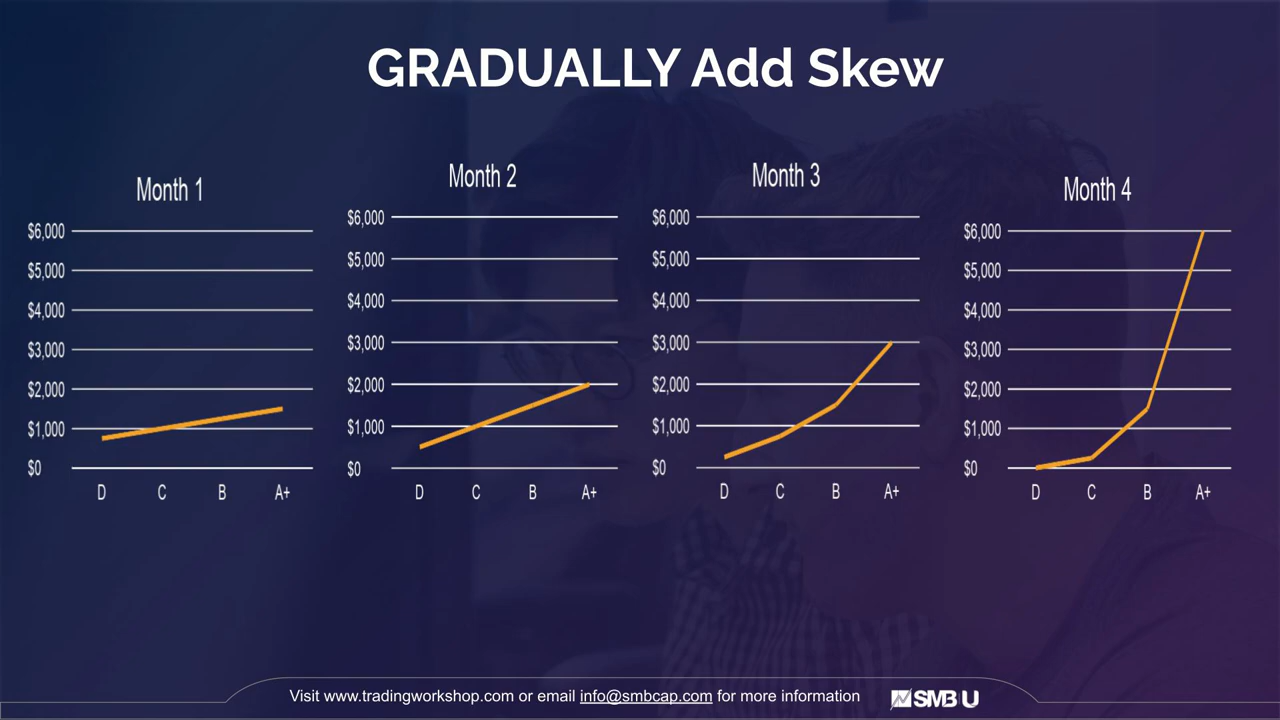 GRADUALLY Add Skew
Month 1
$6,000
$5,000
$4,000
$3,000
$2,000
$1,000
$0
D C B A+
Month 2
$6,000
$5,000
$4,000
$3,000
$2,000
$1,000
$0
D C B A+
Month 3
$6,000
$5,000
$4,000
$3,000
$2,000
$1,000
$0
D C B A+
Month 4
$6,000
$5,000
$4,000
$3,000
$2,000
$1,000
$0
D C B A+
Visit www.tradingworkshop.com or email info@smbcap.com for more information
SMB U